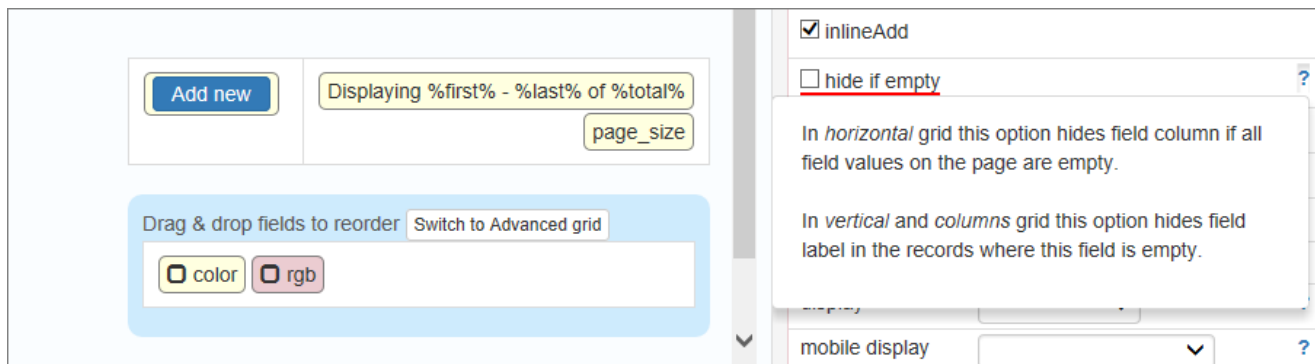 Add new
Displaying %first% - %last% of %total%
page_size
Drag & drop fields to reorder Switch to Advanced grid
color rgb
inlineAdd
hide if empty ?
In horizontal grid this option hides field column if all
field values on the page are empty.
In vertical and columns grid this option hides field
label in the records where this field is empty.
display ?
mobile display ?